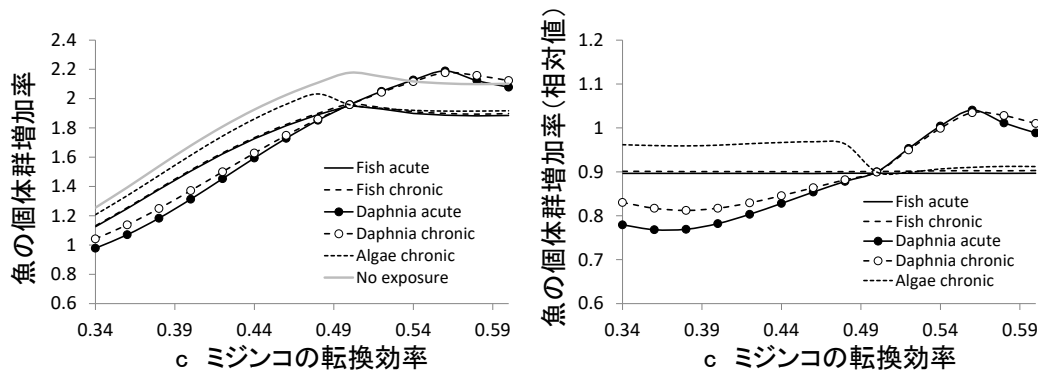 魚の個体群増加率
2.4
2.2
2
1.8
1.6
1.4
1.2
1
0.8
0.6
0.34
0.39
0.44
0.49
0.54
0.59
Fish acute
Fish chronic
Daphnia acute
Daphnia chronic
Algae chronic
No exposure
c ミジンコの転換効率
魚の個体群増加率(相対値)
1.2
1.1
1
0.9
0.8
0.7
0.6
0.34
0.39
0.44
0.49
0.54
0.59
Fish acute
Fish chronic
Daphnia acute
Daphnia chronic
Algae chronic
c ミジンコの転換効率